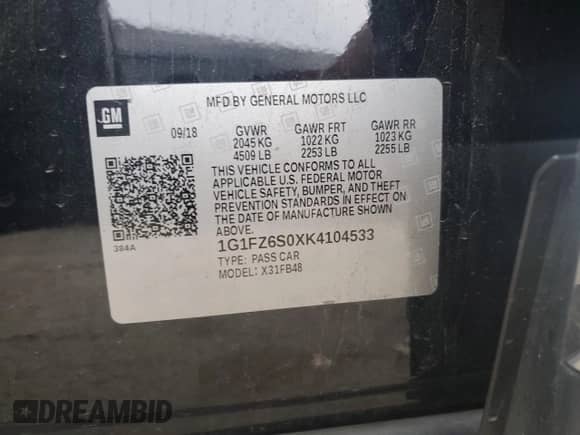 MFD BY GENERAL MOTORS LLC
GM
09/18 GVWR GAWR FRT GAWR RR
2045 KG 1022 KG 1023 KG
4509 LB 2253 LB 2255 LB
THIS VEHICLE CONFORMS TO ALL
APPLICABLE U.S. FEDERAL MOTOR
VEHICLE SAFETY, BUMPER, AND THEFT
PREVENTION STANDARDS IN EFFECT ON
THE DATE OF MANUFACTURE SHOWN
ABOVE.
384A
1G1FZ6S0XK4104533
TYPE: PASS CAR
MODEL: X31FB48
DREAMBID